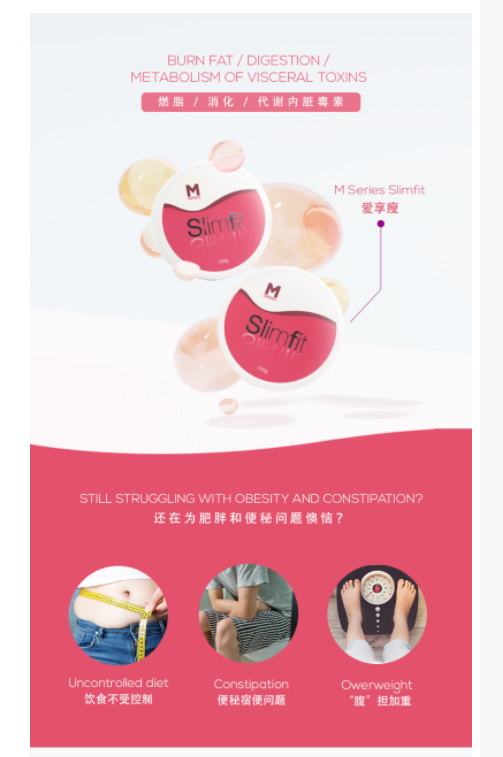 BURN FAT / DIGESTION /
METABOLISM OF VISCERAL TOXINS
燃脂 / 消化 / 代谢内脏毒素
M Series Slimfit
爱享瘦
M
Slimfit
100g
M
Slimfit
100g
STILL STRUGGLING WITH OBESITY AND CONSTIPATION?
还在为肥胖和便秘问题懊恼？
Uncontrolled diet
饮食不受控制
Constipation
便秘宿便问题
Owerweight
“腹”担加重